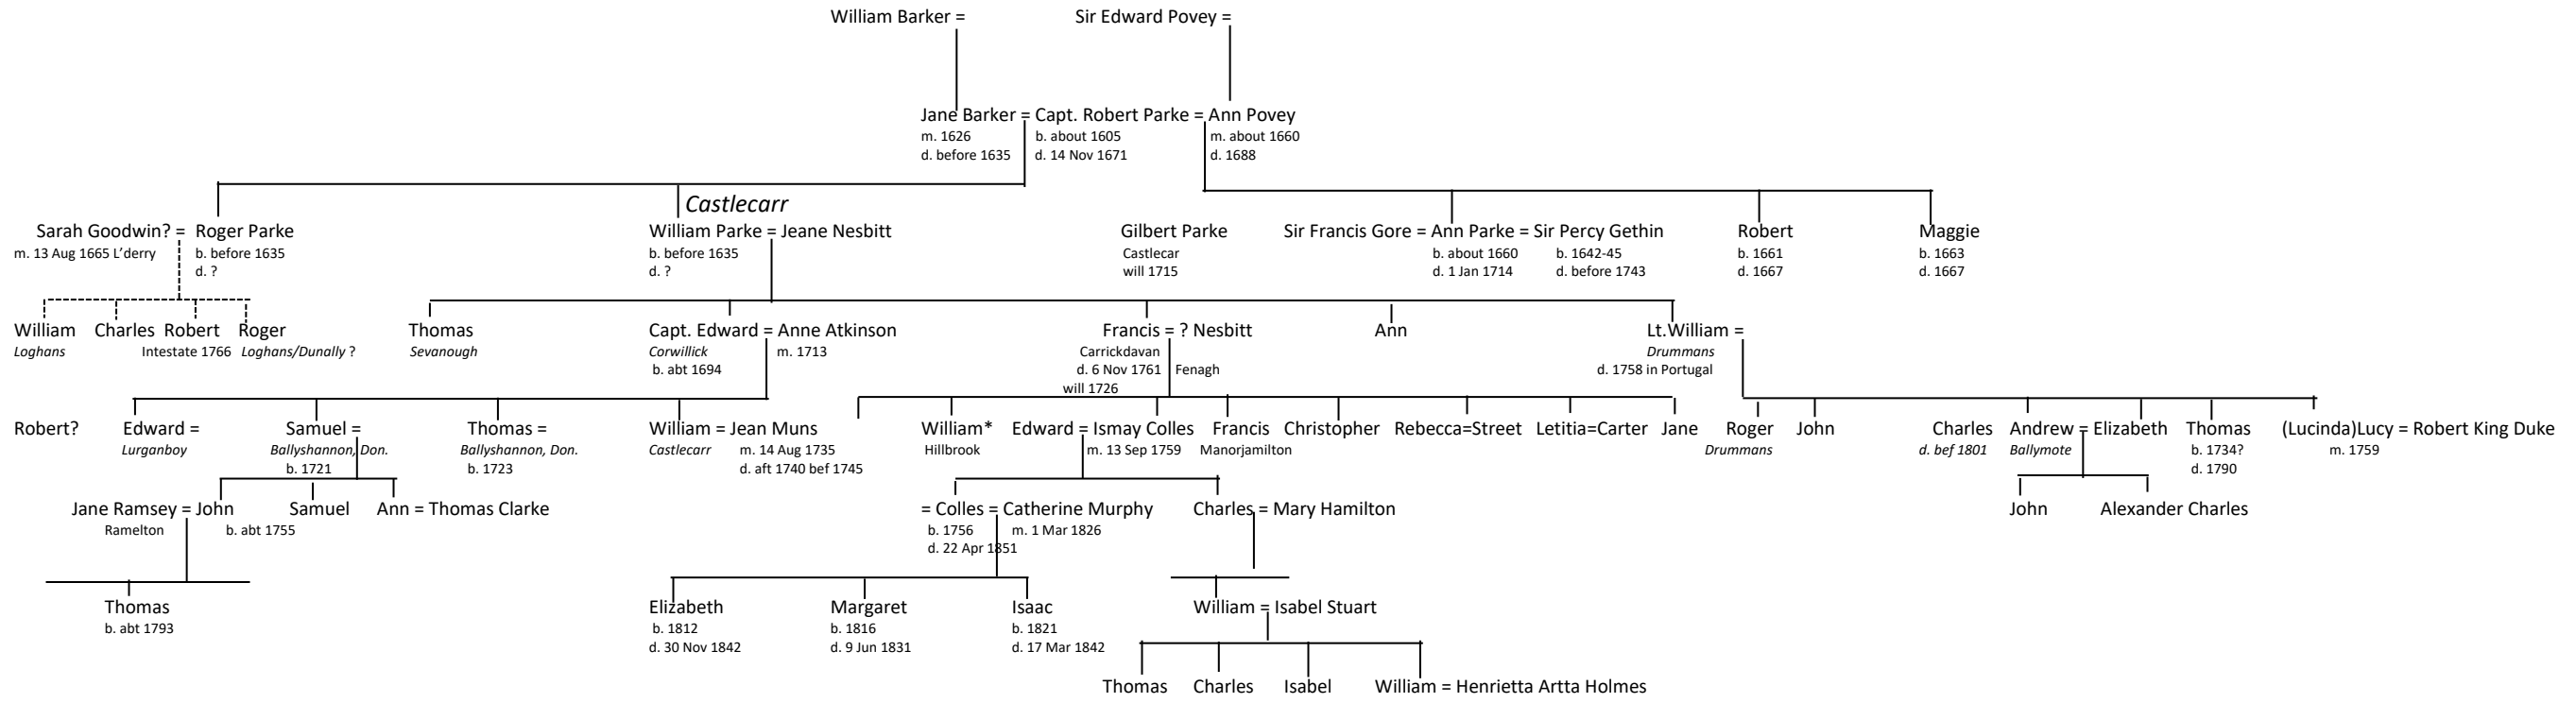 William Barker = Sir Edward Povey =
Jane Barker = Capt. Robert Parke = Ann Povey
m. 1626 b. about 1605 m. about 1660
d. before 1635 d. 14 Nov 1671 d. 1688
Castlecarr
Sarah Goodwin? = Roger Parke William Parke = Jeane Nesbitt Gilbert Parke Sir Francis Gore = Ann Parke = Sir Percy Gethin Robert Maggie
m. 13 Aug 1665 L'derry b. before 1635 b. before 1635 Castlecar b. about 1660 b. 1642-45 b. 1661 b. 1663
d. ? d. ? will 1715 d. 1 Jan 1714 d. before 1743 d. 1667 d. 1667
William Charles Robert Roger Thomas Capt. Edward = Anne Atkinson Francis = ? Nesbitt Ann Lt.William =
Loghans Intestate 1766 Loghans/Dunally ? Sevanough Corwillick m. 1713 Carrickdavan Drummans
b. abt 1694 d. 6 Nov 1761 Fenagh d. 1758 in Portugal
will 1726
Robert? Edward = Samuel = Thomas = William = Jean Muns William* Edward = Ismay Colles Francis Christopher Rebecca=Street Letitia=Carter Jane Roger John Charles Andrew = Elizabeth Thomas (Lucinda)Lucy = Robert King Duke
Lurganboy Ballyshannon, Don. Ballyshannon, Don. Castlecarr m. 14 Aug 1735 Hillbrook m. 13 Sep 1759 Manorjamilton Drummans d. bef 1801 Ballymote b. 1734? m. 1759
b. 1721 b. 1723 d. aft 1740 bef 1745 d. 1790
Jane Ramsey = John Samuel Ann = Thomas Clarke = Colles = Catherine Murphy Charles = Mary Hamilton John Alexander Charles
Ramelton b. abt 1755 b. 1756 m. 1 Mar 1826
d. 22 Apr 1851
Thomas Elizabeth Margaret Isaac William = Isabel Stuart
b. abt 1793 b. 1812 b. 1816 b. 1821
d. 30 Nov 1842 d. 9 Jun 1831 d. 17 Mar 1842
Thomas Charles Isabel William = Henrietta Artta Holmes